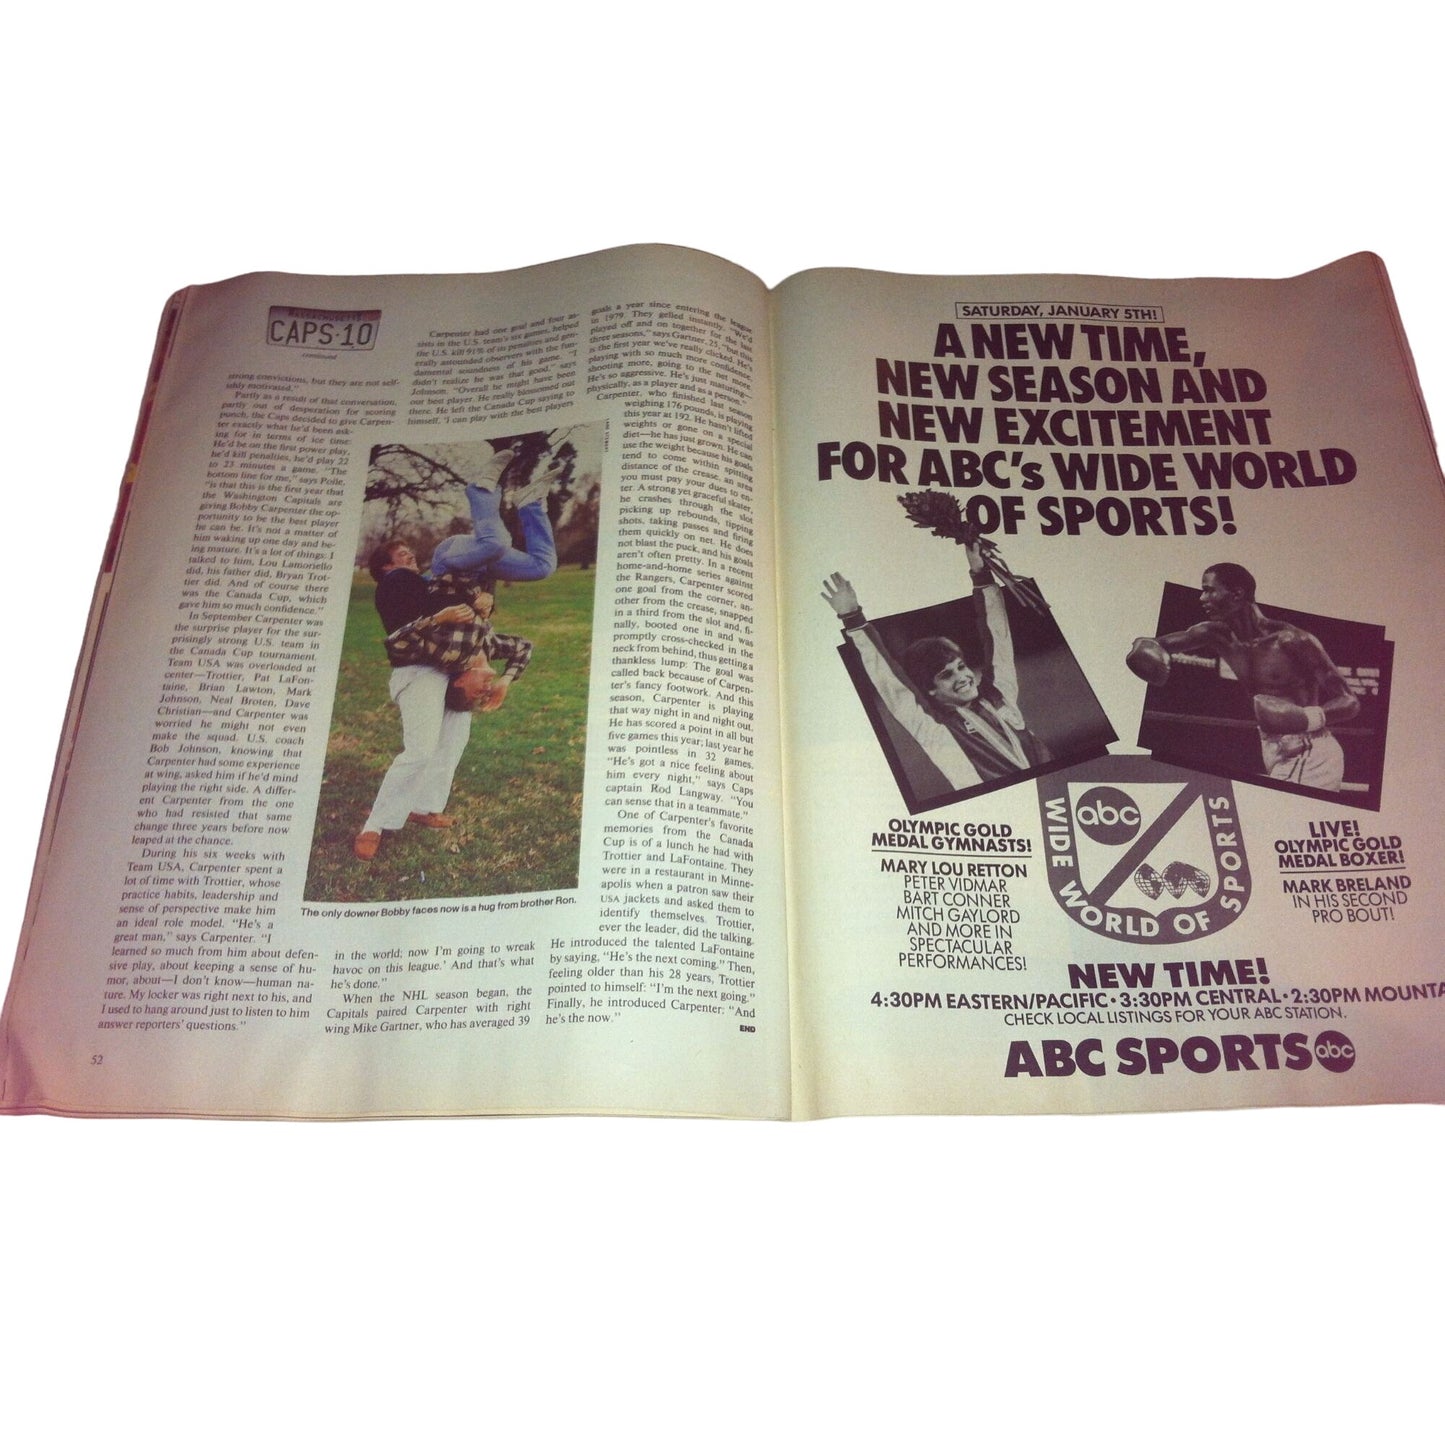 MASSACHUSETTS
CAPS·10
continued
strong convictions, but they are not self-
ishly motivated."
Partly as a result of that conversation,
partly out of desperation for scoring
punch, the Caps decided to give Carpen-
ter exactly what he'd been ask-
ing for in terms of ice time:
He'd be on the first power play,
he'd kill penalties, he'd play 22
to 23 minutes a game. "The
bottom line for me," says Poile,
"is that this is the first year that
the Washington Capitals are
giving Bobby Carpenter the op-
portunity to be the best player
he can be. It's not a matter of
him waking up one day and be-
ing mature. It's a lot of things: I
talked to him, Lou Lamoriello
did, his father did, Bryan Trot-
tier did. And of course there
was the Canada Cup, which
gave him so much confidence."
In September Carpenter was
the surprise player for the sur-
prisingly strong U.S. team in
the Canada Cup tournament.
Team USA was overloaded at
center—Trottier, Pat LaFon-
taine, Brian Lawton, Mark
Johnson, Neal Broten, Dave
Christian—and Carpenter was
worried he might not even
make the squad. U.S. coach
Bob Johnson, knowing that
Carpenter had some experience
at wing, asked him if he'd mind
playing the right side. A differ-
ent Carpenter from the one
who had resisted that same
change three years before now
leaped at the chance.
During his six weeks with
Team USA, Carpenter spent a
lot of time with Trottier, whose
practice habits, leadership and
sense of perspective make him
an ideal role model. "He's a
great man," says Carpenter. "I
learned so much from him about defen-
sive play, about keeping a sense of hu-
mor, about—I don't know—human na-
ture. My locker was right next to his, and
I used to hang around just to listen to him
answer reporters' questions."
Carpenter had one goal and four as-
sists in the U.S. team's six games, helped
the U.S. kill 91% of its penalties and gen-
erally astounded observers with the fun-
damental soundness of his game. "I
didn't realize he was that good," says
Johnson. "Overall he might have been
our best player. He really blossomed out
there. He left the Canada Cup saying to
himself, 'I can play with the best players
The only downer Bobby faces now is a hug from brother Ron.
in the world; now I'm going to wreak
havoc on this league.' And that's what
he's done."
When the NHL season began, the
Capitals paired Carpenter with right
wing Mike Gartner, who has averaged 39
goals a year since entering the league
in 1979. They gelled instantly. "We'd
played off and on together for the last
three seasons," says Gartner, 25, "but this
is the first year we've really clicked. He's
playing with so much more confidence,
shooting more, going to the net more.
He's so aggressive. He's just maturing—
physically, as a player and as a person."
Carpenter, who finished last season
weighing 176 pounds, is playing
this year at 192. He hasn't lifted
weights or gone on a special
diet—he has just grown. He can
use the weight because his goals
tend to come within spitting
distance of the crease, an area
you must pay your dues to en-
ter. A strong yet graceful skater,
he crashes through the slot
picking up rebounds, tipping
shots, taking passes and firing
them quickly on net. He does
not blast the puck, and his goals
aren't often pretty. In a recent
home-and-home series against
the Rangers, Carpenter scored
one goal from the corner, an-
other from the crease, snapped
in a third from the slot and, fi-
nally, booted one in and was
promptly cross-checked in the
neck from behind, thus getting a
thankless lump: The goal was
called back because of Carpen-
ter's fancy footwork. And this
season, Carpenter is playing
that way night in and night out.
He has scored a point in all but
five games this year; last year he
was pointless in 32 games.
"He's got a nice feeling about
him every night," says Caps
captain Rod Langway. "You
can sense that in a teammate."
One of Carpenter's favorite
memories from the Canada
Cup is of a lunch he had with
Trottier and LaFontaine. They
were in a restaurant in Minne-
apolis when a patron saw their
USA jackets and asked them to
identify themselves. Trottier,
ever the leader, did the talking.
He introduced the talented LaFontaine
by saying, "He's the next coming." Then,
feeling older than his 28 years, Trottier
pointed to himself: "I'm the next going."
Finally, he introduced Carpenter: "And
he's the now."
END
52
SATURDAY, JANUARY 5TH!
A NEW TIME,
NEW SEASON AND
NEW EXCITEMENT
FOR ABC's WIDE WORLD
OF SPORTS!
OLYMPIC GOLD
MEDAL GYMNASTS!
MARY LOU RETTON
PETER VIDMAR
BART CONNER
MITCH GAYLORD
AND MORE IN
SPECTACULAR
PERFORMANCES!
abc
WIDE WORLD OF SPORTS
LIVE!
OLYMPIC GOLD
MEDAL BOXER!
MARK BRELAND
IN HIS SECOND
PRO BOUT!
NEW TIME!
4:30PM EASTERN/PACIFIC • 3:30PM CENTRAL • 2:30PM MOUNTA
CHECK LOCAL LISTINGS FOR YOUR ABC STATION.
ABC SPORTS abc